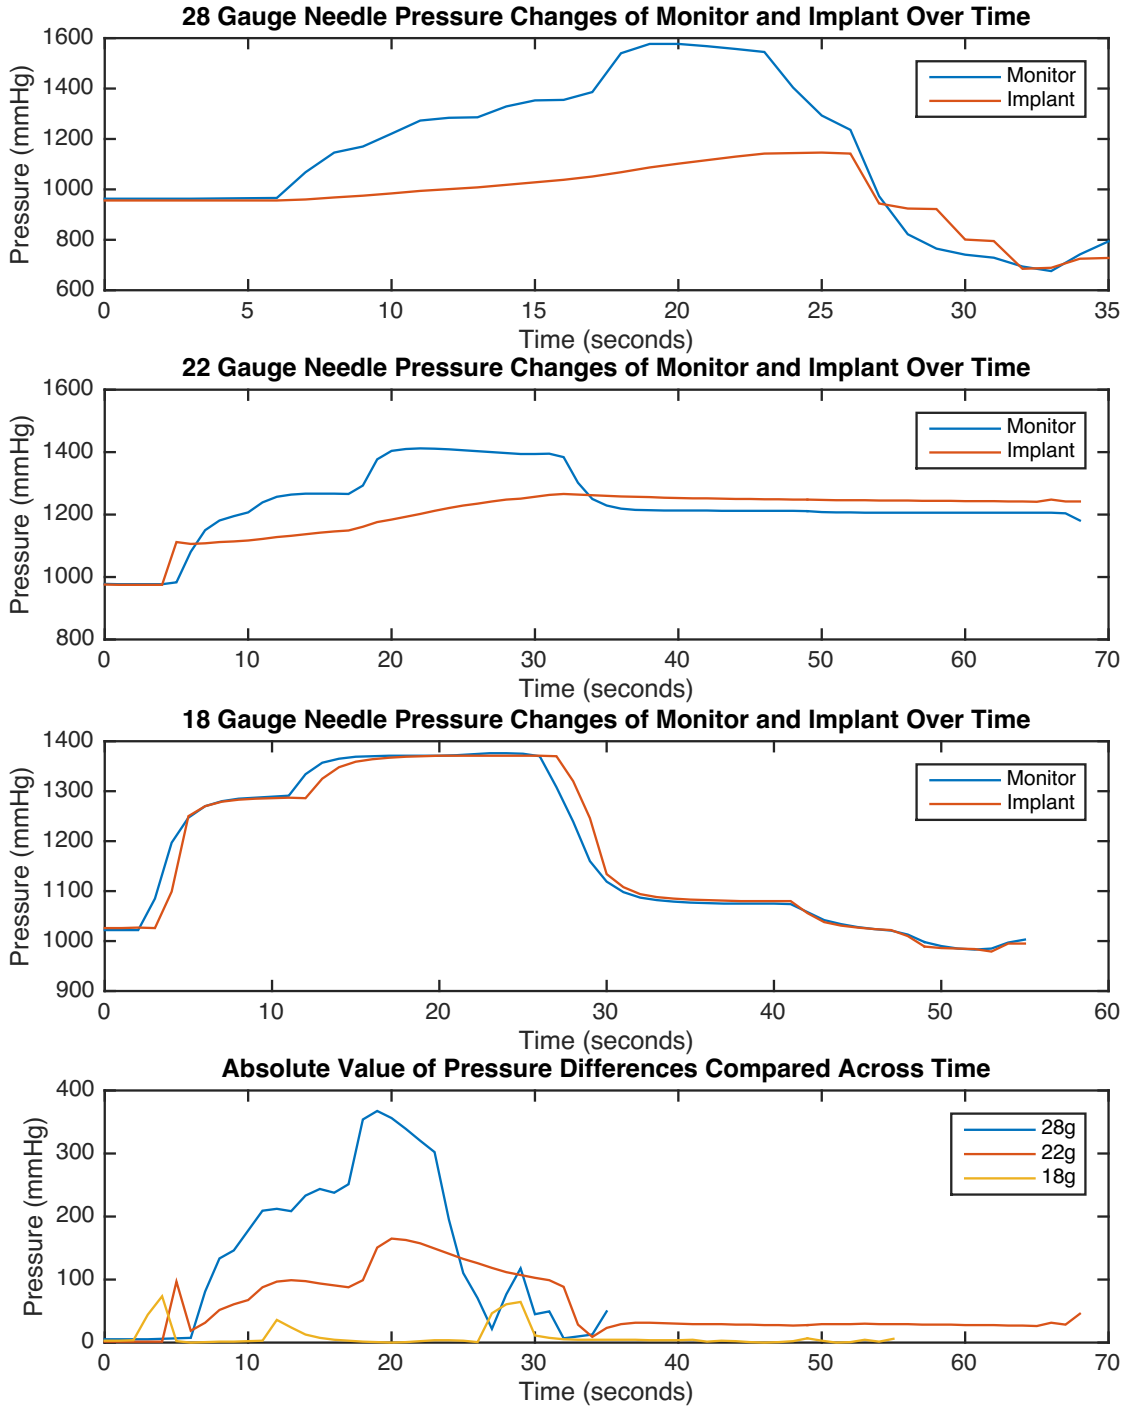 28 Gauge Needle Pressure Changes of Monitor and Implant Over Time
1600
1400
1200
1000
800
600
Pressure (mmHg)
Monitor
Implant
0 5 10 15 20 25 30 35
Time (seconds)
22 Gauge Needle Pressure Changes of Monitor and Implant Over Time
1600
1400
1200
1000
800
Pressure (mmHg)
Monitor
Implant
0 10 20 30 40 50 60 70
Time (seconds)
18 Gauge Needle Pressure Changes of Monitor and Implant Over Time
1400
1300
1200
1100
1000
900
Pressure (mmHg)
Monitor
Implant
0 10 20 30 40 50 60
Time (seconds)
Absolute Value of Pressure Differences Compared Across Time
400
300
200
100
0
Pressure (mmHg)
28g
22g
18g
0 10 20 30 40 50 60 70
Time (seconds)